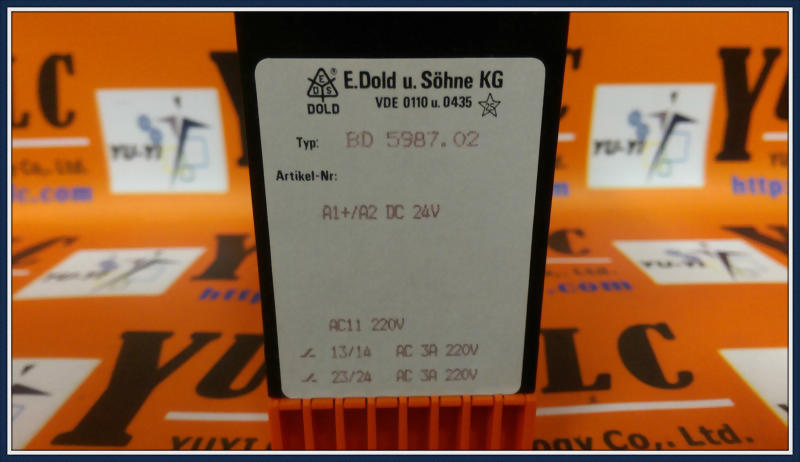 E.Dold u. Söhne KG
DOLD
VDE 0110 u. 0435
Typ: BD 5987.02
Artikel-Nr:
A1+/A2 DC 24V
AC11 220V
13/14 AC 3A 220V
23/24 AC 3A 220V
YUYI